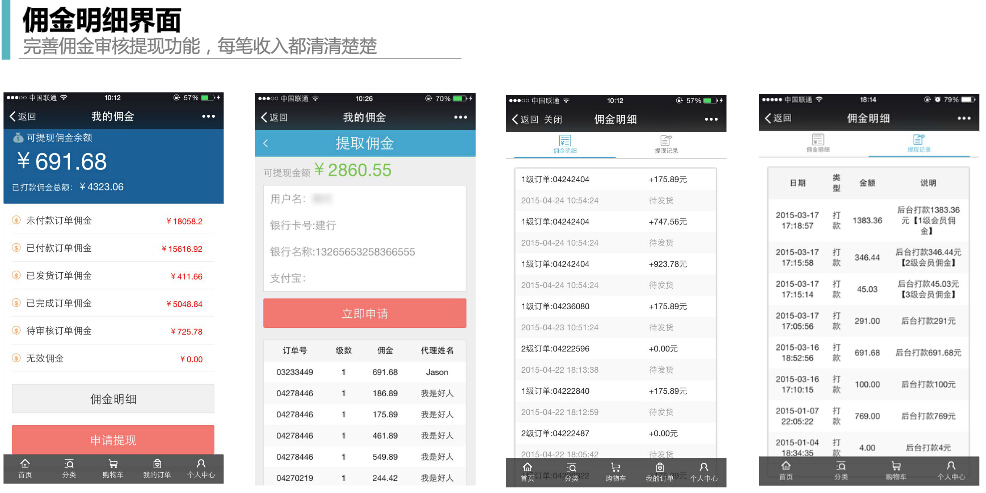 佣金明细界面
完善佣金审核提现功能，每笔收入都清清楚楚
中国联通 10:12 57%
返回 我的佣金
可提现佣金余额
￥691.68
已打款佣金总额：￥4323.06
未付款订单佣金 ￥18058.2
已付款订单佣金 ￥15616.92
已发货订单佣金 ￥411.66
已完成订单佣金 ￥5048.84
待审核订单佣金 ￥725.78
无效佣金 ￥0.00
佣金明细
申请提现
首页 分类 购物车 我的订单 个人中心
中国联通 10:26 70%
返回 我的佣金
提取佣金
可提现金额 ￥2860.55
用户名：
银行卡号:建行
银行名称:13265653258366555
支付宝：
立即申请
订单号 级数 佣金 代理姓名
03233449 1 691.68 Jason
04278446 1 186.89 我是好人
04278446 1 175.89 我是好人
04278446 1 461.89 我是好人
04278446 1 549.89 我是好人
04270219 1 244.42 我是好人
中国联通 10:12 57%
返回 关闭 佣金明细
佣金明细 提现记录
1级订单:04242404 +175.89元
2015-04-24 10:54:24 待发货
1级订单:04242404 +747.56元
2015-04-24 10:54:24 待发货
1级订单:04242404 +923.78元
2015-04-24 10:54:24 待发货
1级订单:04236080 +175.89元
2015-04-23 10:51:24 待发货
2级订单:04222596 +0.00元
2015-04-22 18:13:38 待发货
1级订单:04222840 +175.89元
2015-04-22 18:12:59 待发货
2级订单:04222487 +0.00元
2015-04-22 18:05:42 待发货
首页 分类 购物车 我的订单 个人中心
中国联通 18:14 79%
返回 佣金明细
佣金明细 提现记录
日期 类型 金额 说明
2015-03-17 17:18:57 打款 1383.36 后台打款1383.36元【1级会员佣金】
2015-03-17 17:15:58 打款 346.44 后台打款346.44元【2级会员佣金】
2015-03-17 17:15:14 打款 45.03 后台打款45.03元【3级会员佣金】
2015-03-17 17:05:56 打款 291.00 后台打款291元
2015-03-16 18:52:56 打款 691.68 后台打款691.68元
2015-03-16 17:10:15 打款 100.00 后台打款100元
2015-01-07 22:05:22 打款 769.00 后台打款769元
2015-01-04 18:34:35 打款 4.00 后台打款4元
首页 分类 购物车 个人中心